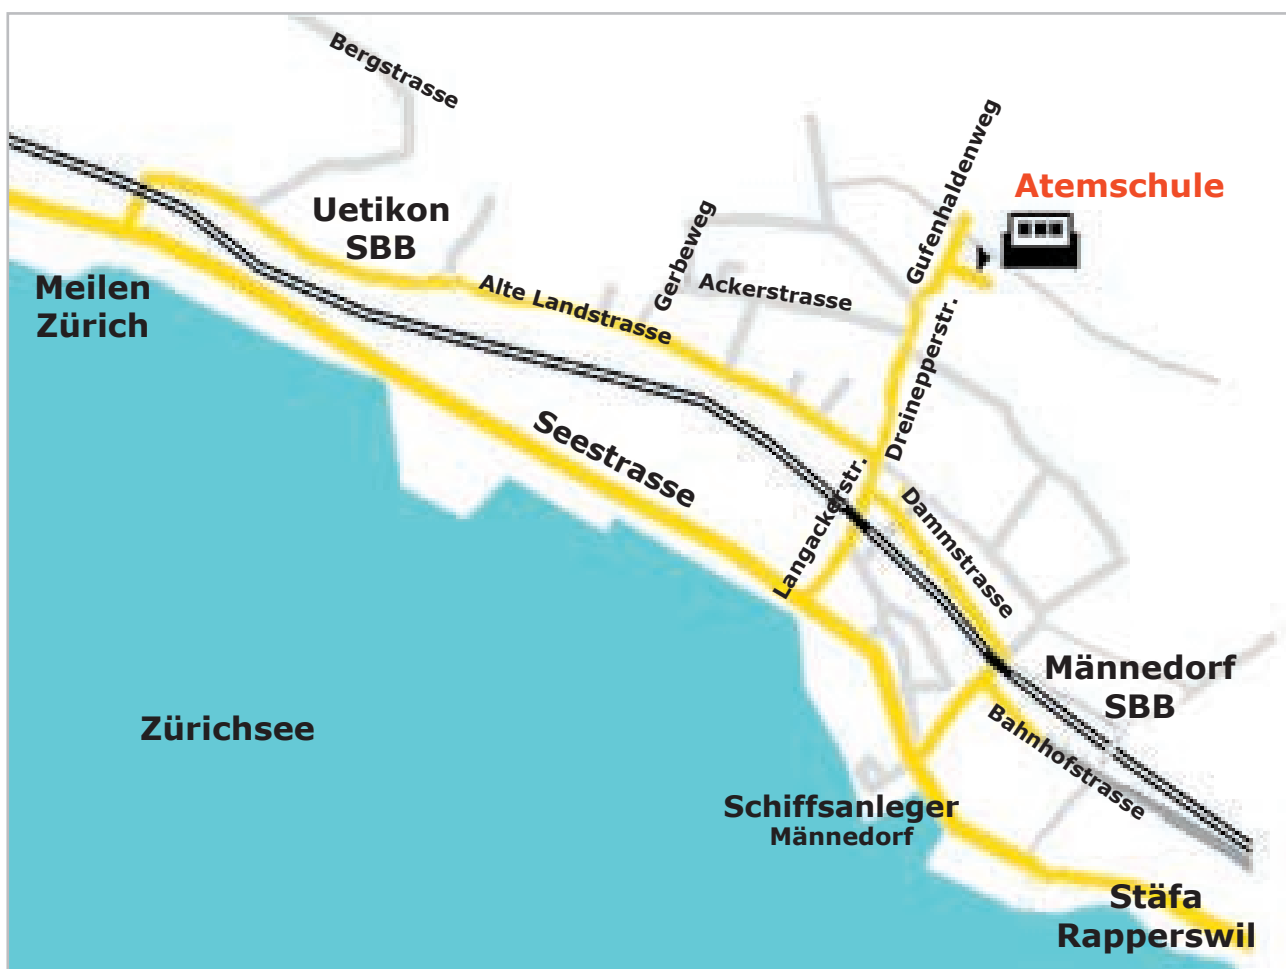 Bergstrasse
Gufenhaldenweg
Atemschule
Uetikon
SBB
Gerbeweg
Meilen
Zürich
Alte Landstrasse
Ackerstrasse
Dreinepperstr.
Seestrasse
Langackerstr.
Dammstrasse
Männedorf
SBB
Zürichsee
Bahnhofstrasse
Schiffsanleger
Männedorf
Stäfa
Rapperswil